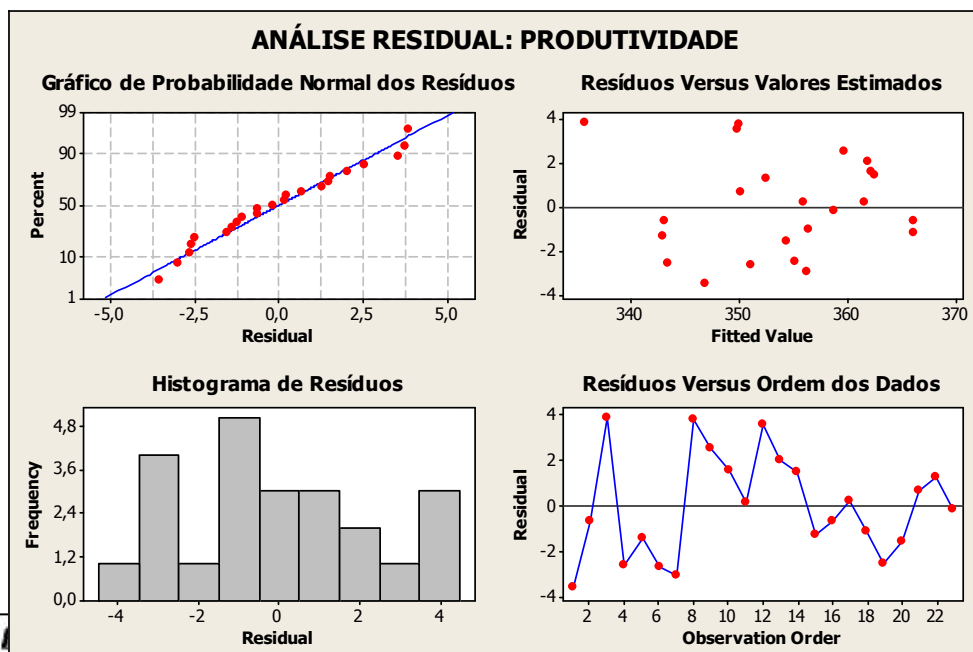 ANÁLISE RESIDUAL: PRODUTIVIDADE
Gráfico de Probabilidade Normal dos Resíduos
99
90
50
10
1
Percent
-5,0 -2,5 0,0 2,5 5,0
Residual
Resíduos Versus Valores Estimados
4
2
0
-2
-4
Residual
340 350 360 370
Fitted Value
Histograma de Resíduos
4,8
3,6
2,4
1,2
0,0
Frequency
-4 -2 0 2 4
Residual
Resíduos Versus Ordem dos Dados
4
2
0
-2
-4
Residual
2 4 6 8 10 12 14 16 18 20 22
Observation Order